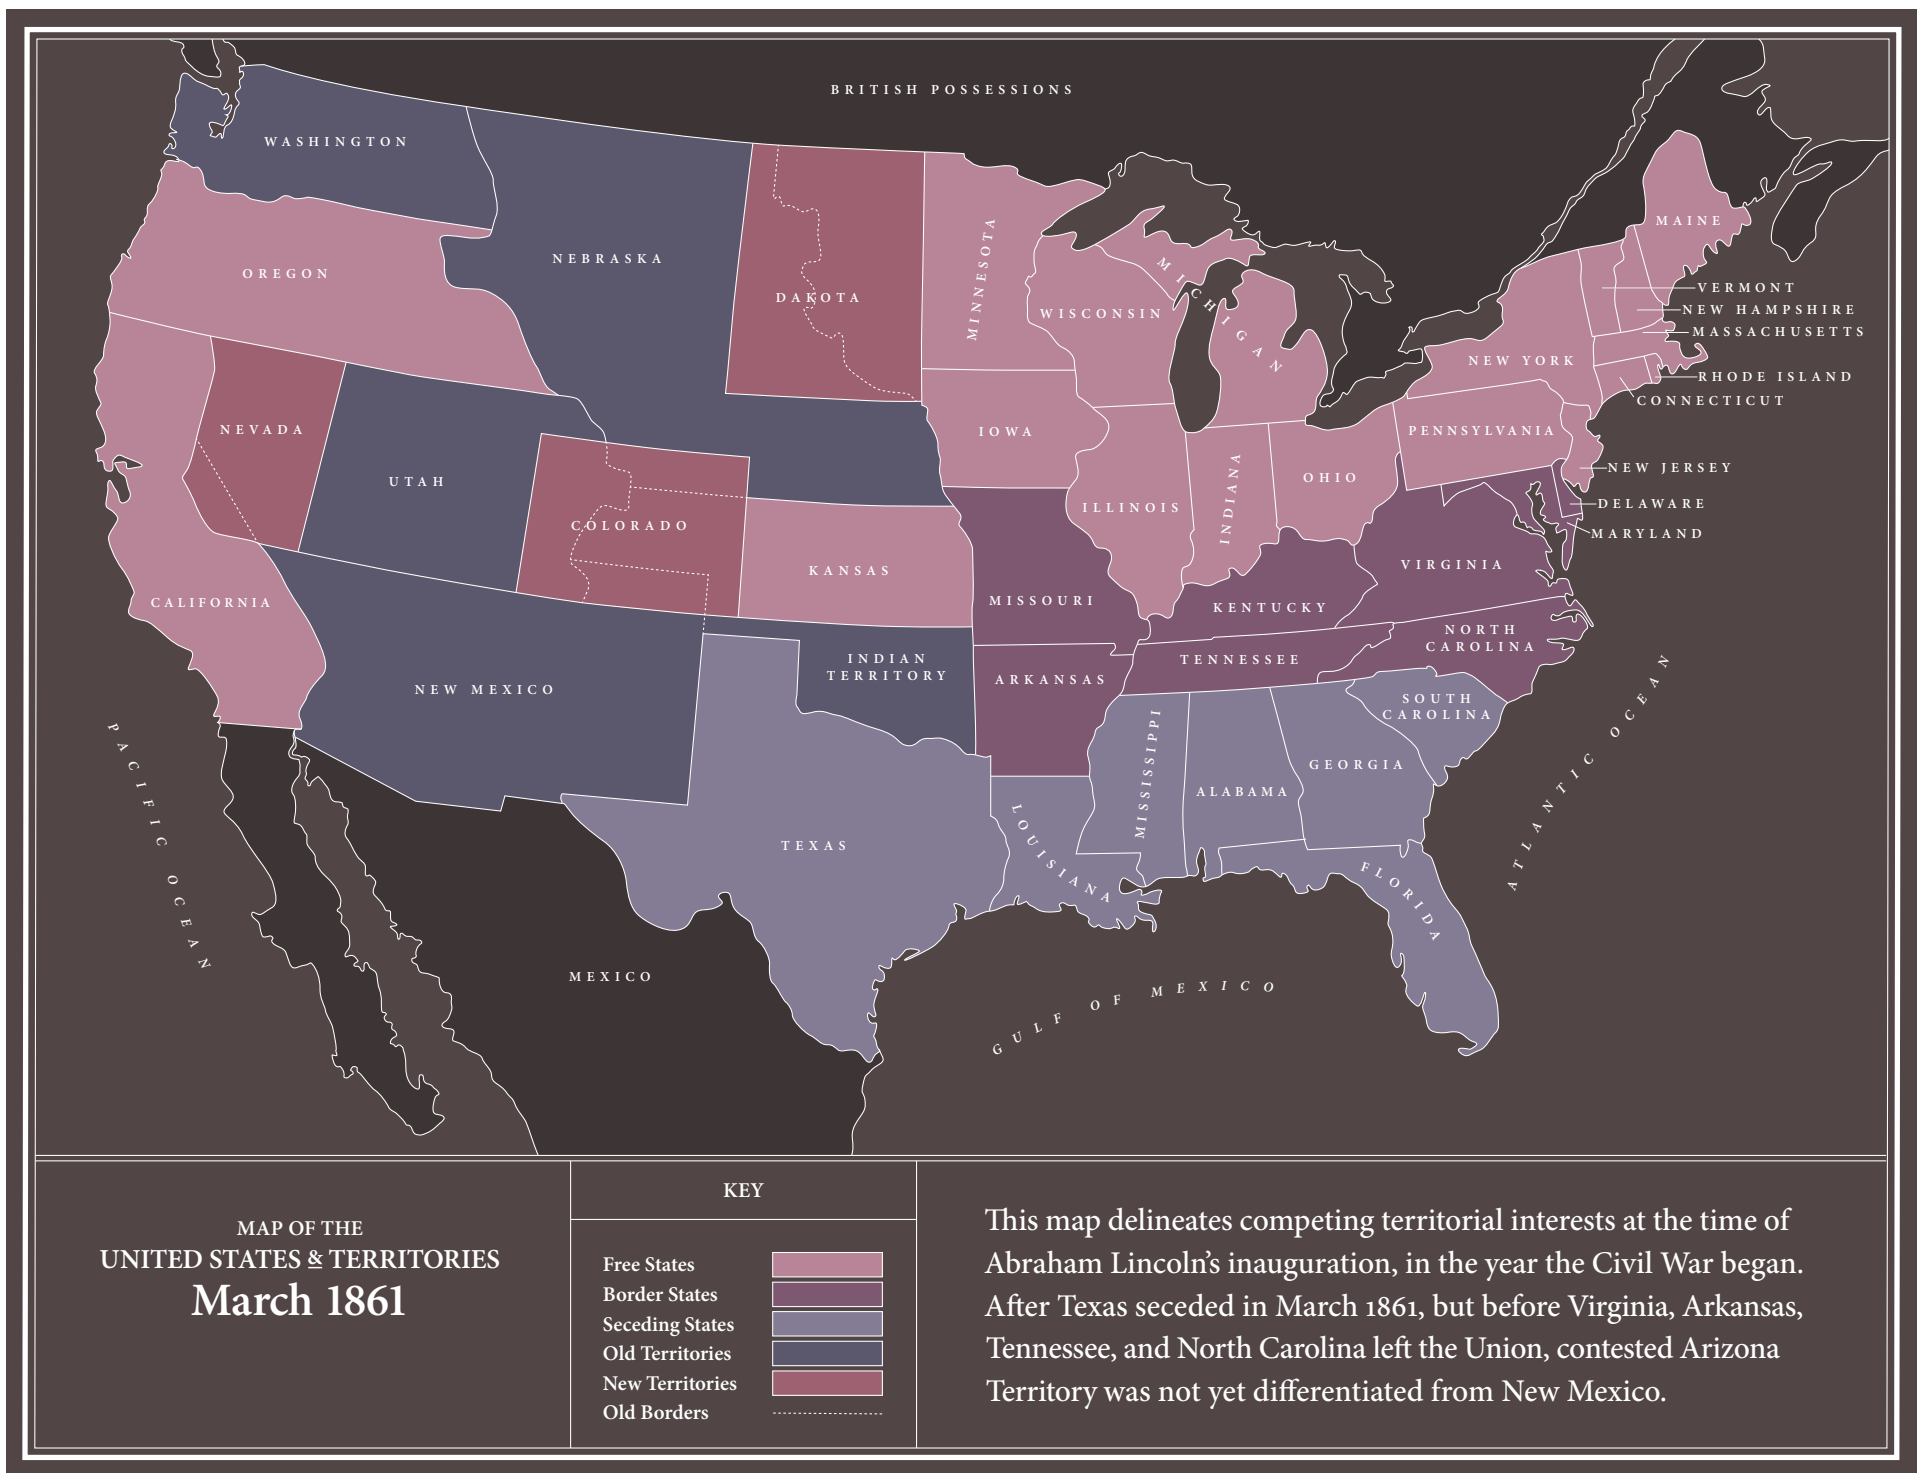 BRITISH POSSESSIONS
WASHINGTON
OREGON
NEBRASKA
DAKOTA
MINNESOTA
WISCONSIN
MICHIGAN
MAINE
VERMONT
NEW HAMPSHIRE
MASSACHUSETTS
NEW YORK
RHODE ISLAND
CONNECTICUT
NEVADA
UTAH
COLORADO
IOWA
ILLINOIS
INDIANA
OHIO
PENNSYLVANIA
NEW JERSEY
DELAWARE
MARYLAND
CALIFORNIA
KANSAS
MISSOURI
KENTUCKY
VIRGINIA
NEW MEXICO
INDIAN
TERRITORY
ARKANSAS
TENNESSEE
NORTH
CAROLINA
SOUTH
CAROLINA
TEXAS
LOUISIANA
MISSISSIPPI
ALABAMA
GEORGIA
FLORIDA
PACIFIC OCEAN
MEXICO
GULF OF MEXICO
ATLANTIC OCEAN
MAP OF THE
UNITED STATES & TERRITORIES
March 1861
KEY
Free States
Border States
Seceding States
Old Territories
New Territories
Old Borders
This map delineates competing territorial interests at the time of
Abraham Lincoln's inauguration, in the year the Civil War began.
After Texas seceded in March 1861, but before Virginia, Arkansas,
Tennessee, and North Carolina left the Union, contested Arizona
Territory was not yet differentiated from New Mexico.